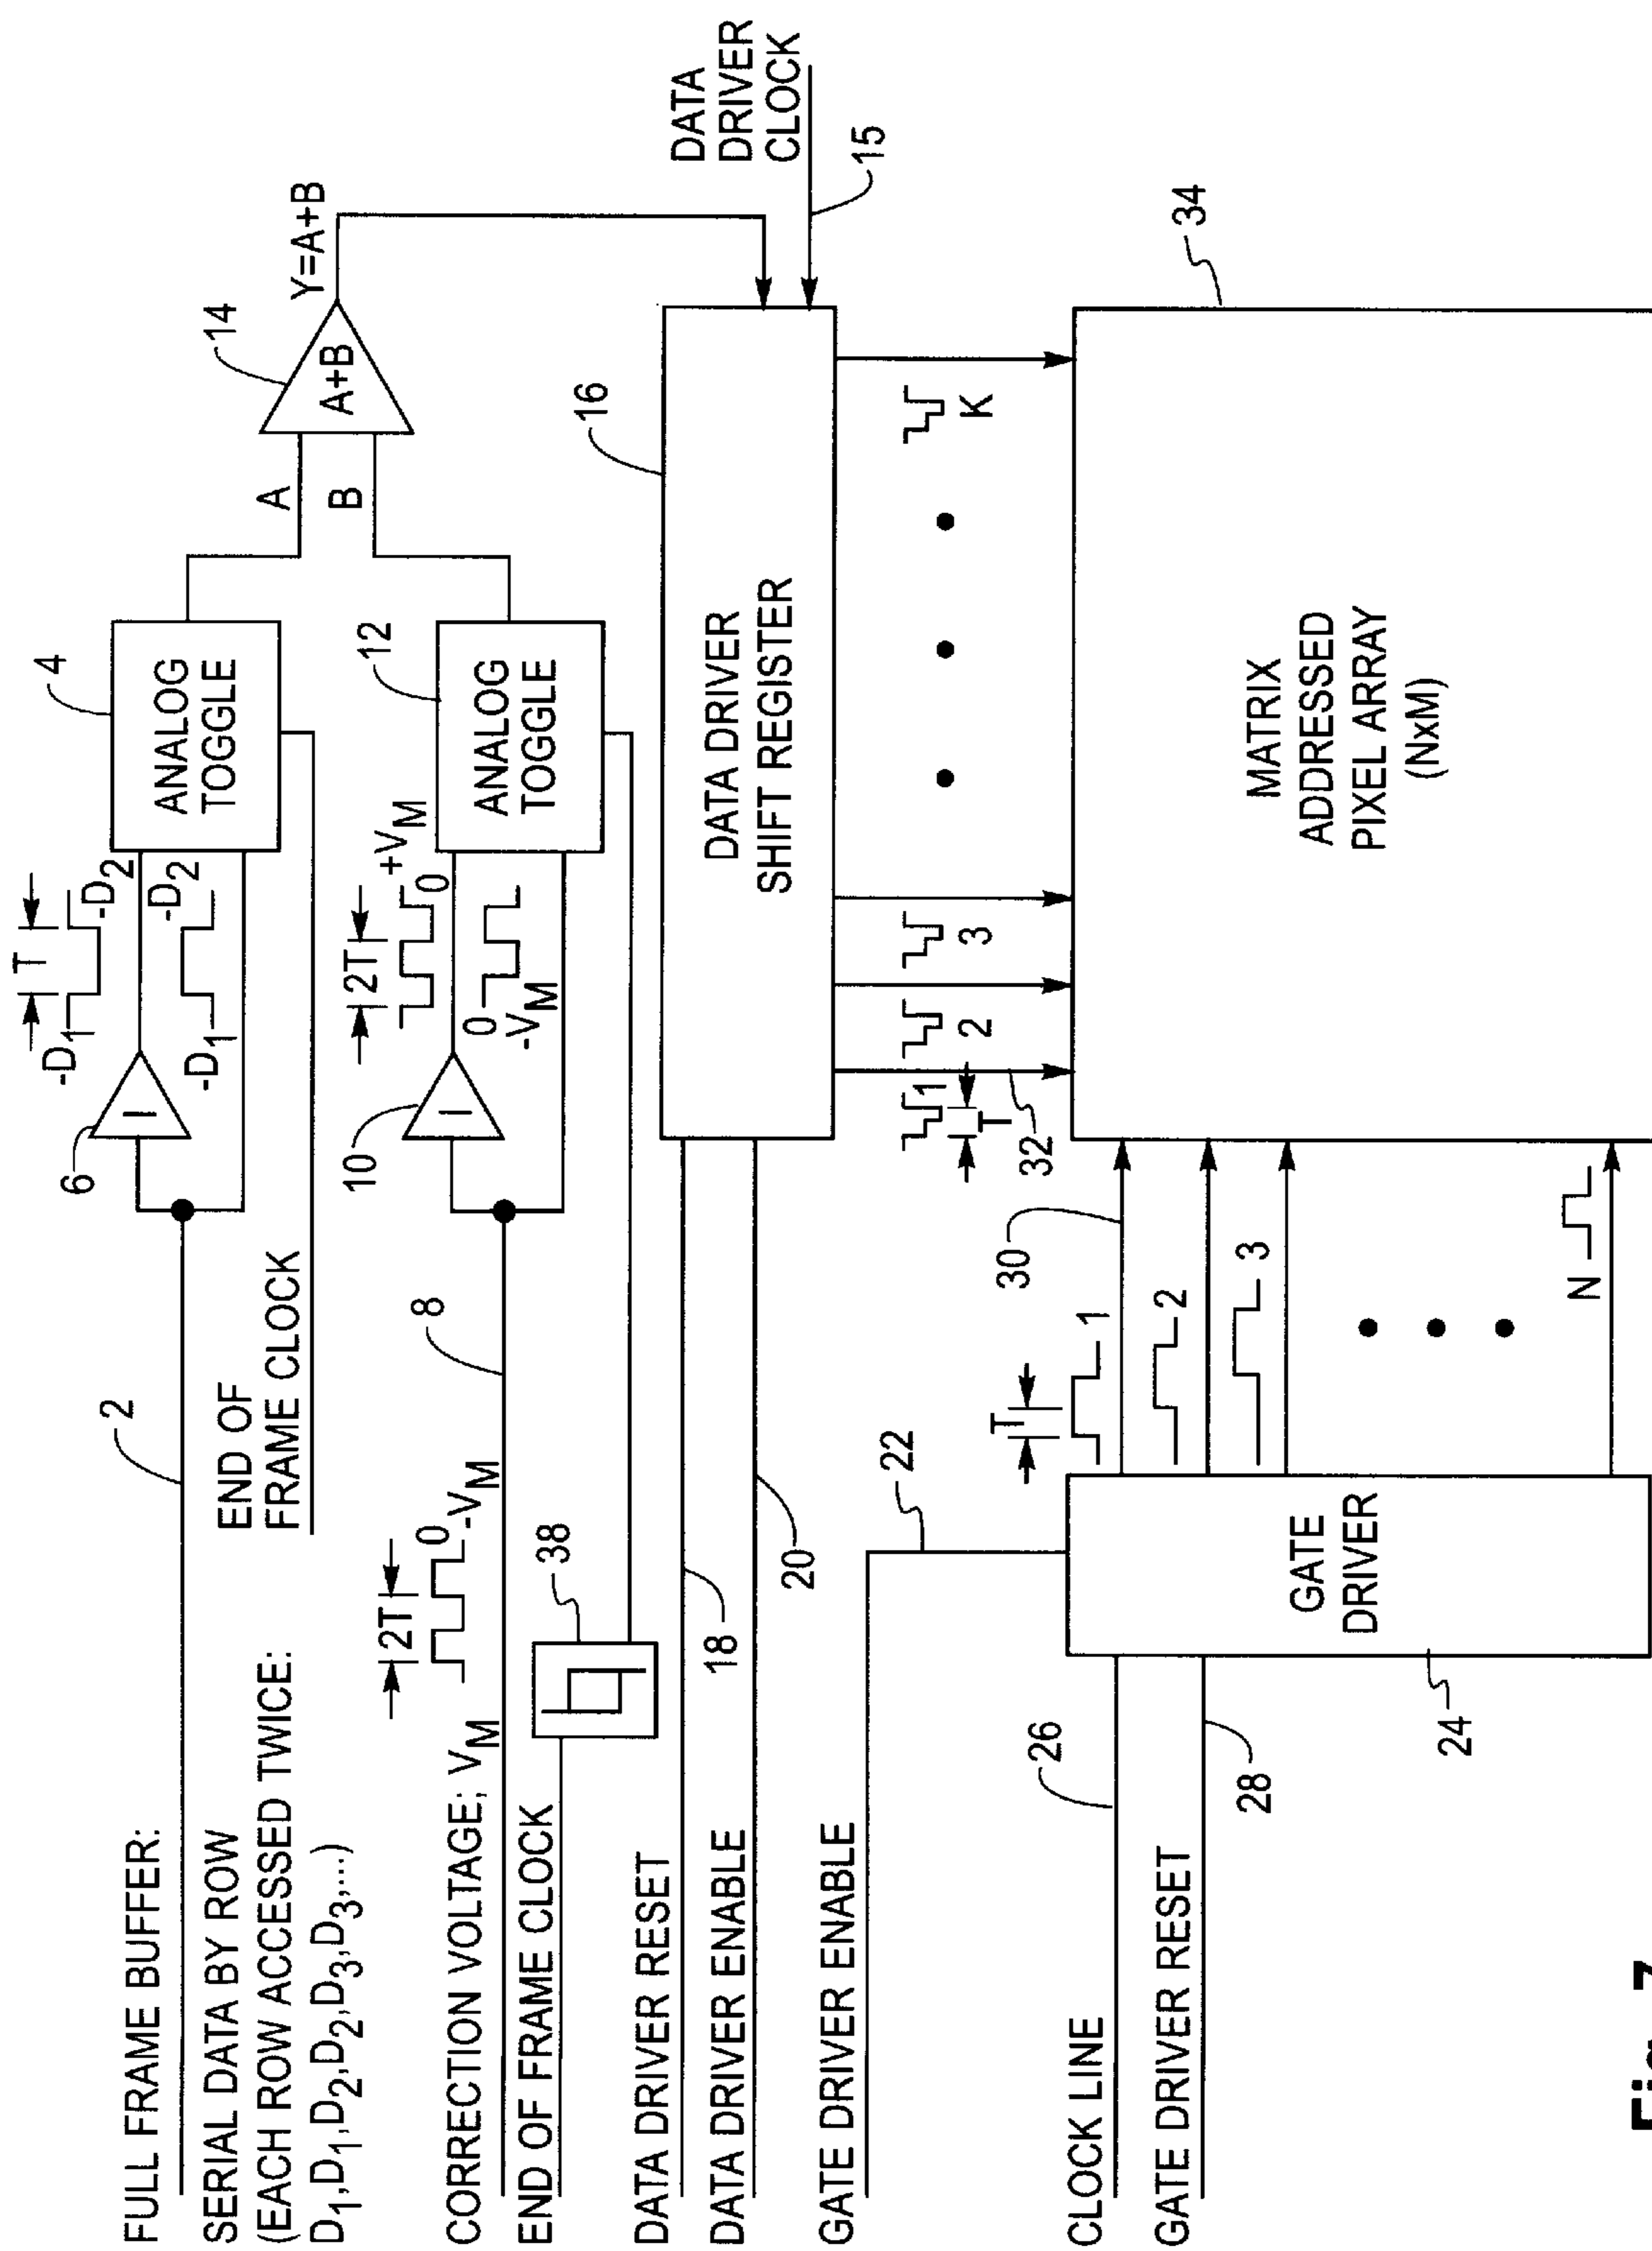 FULL FRAME BUFFER:
SERIAL DATA BY ROW
(EACH ROW ACCESSED TWICE:
D1,D1,D2,D2,D3,D3,...)
2
END OF
FRAME CLOCK
6
I
-D1
T
-D2
-D1
-D2
4
ANALOG
TOGGLE
CORRECTION VOLTAGE; VM
2T
0
-VM
8
10
I
2T
+VM
0
0
-VM
12
ANALOG
TOGGLE
A
B
14
A+B
Y=A+B
END OF FRAME CLOCK
38
DATA DRIVER RESET
18
DATA DRIVER ENABLE
20
16
DATA DRIVER
SHIFT REGISTER
DATA
DRIVER
CLOCK
15
1
T
32
2
3
K
GATE DRIVER ENABLE
22
CLOCK LINE
26
GATE DRIVER RESET
28
GATE
DRIVER
24
T
1
30
2
3
N
MATRIX
ADDRESSED
PIXEL ARRAY
(NxM)
34